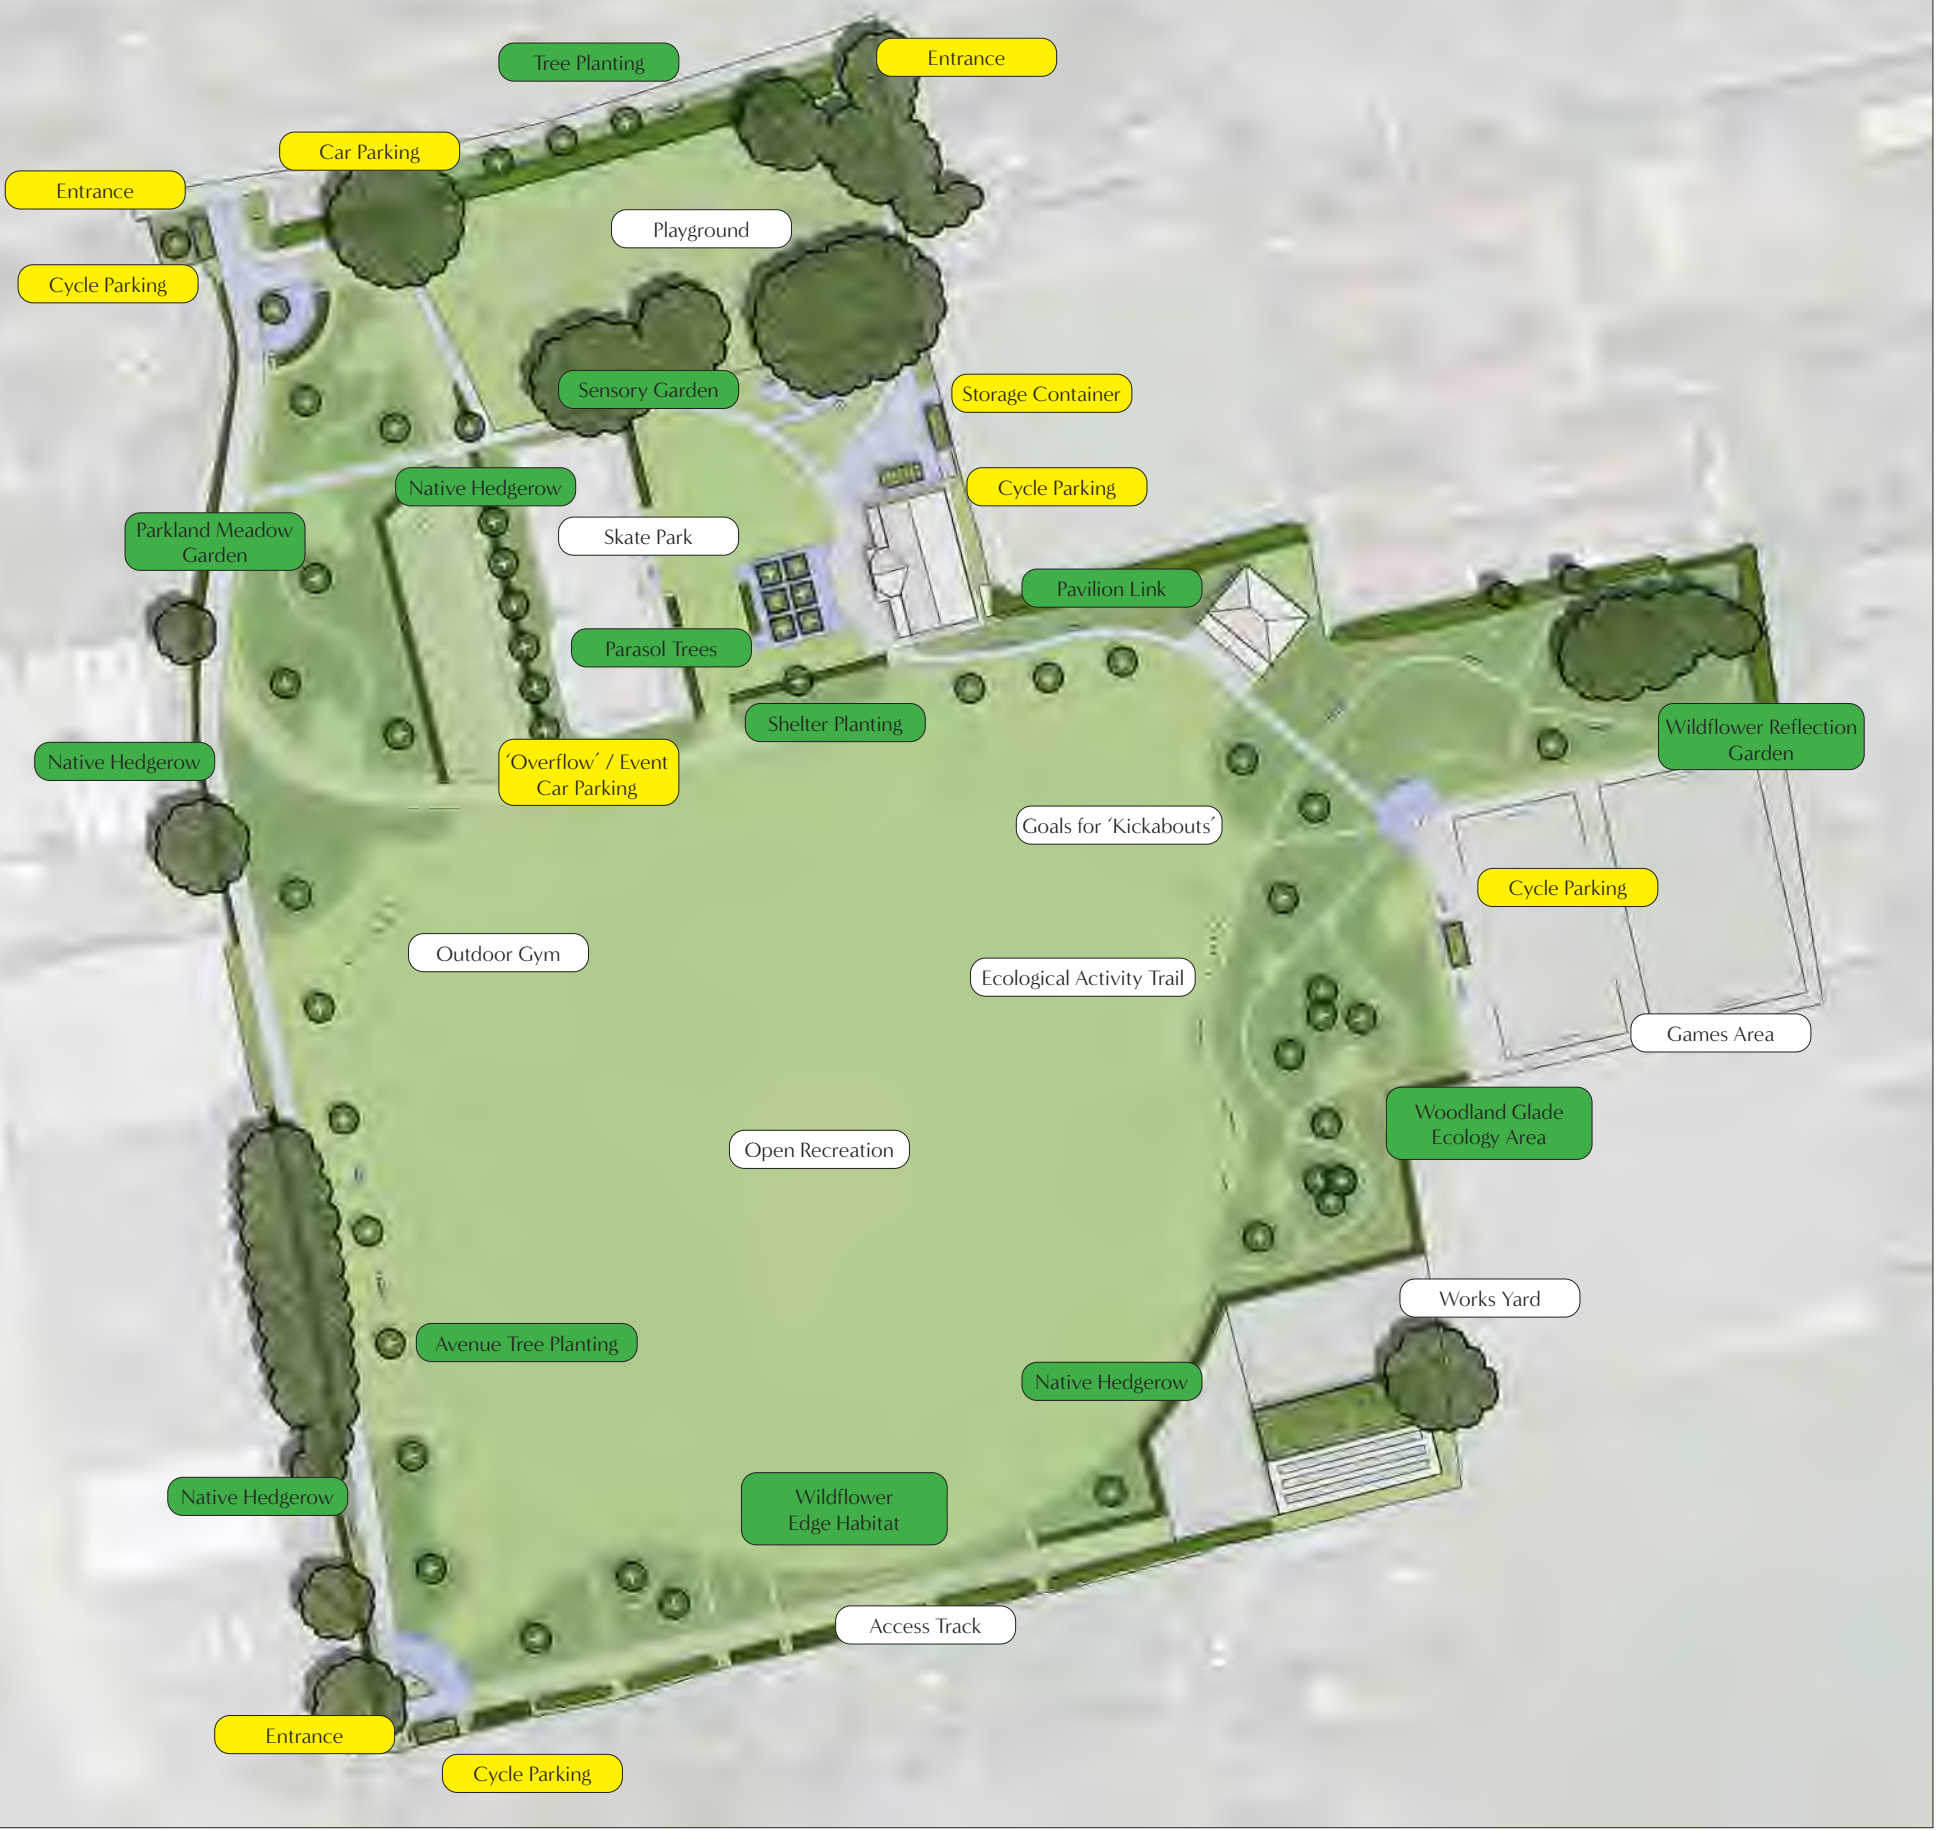 Tree Planting
Entrance
Car Parking
Entrance
Playground
Cycle Parking
Sensory Garden
Storage Container
Native Hedgerow
Cycle Parking
Parkland Meadow
Garden
Skate Park
Pavilion Link
Parasol Trees
Shelter Planting
Wildflower Reflection
Garden
Native Hedgerow
‘Overflow’ / Event
Car Parking
Goals for ‘Kickabouts’
Cycle Parking
Outdoor Gym
Ecological Activity Trail
Games Area
Woodland Glade
Ecology Area
Open Recreation
Works Yard
Avenue Tree Planting
Native Hedgerow
Native Hedgerow
Wildflower
Edge Habitat
Access Track
Entrance
Cycle Parking